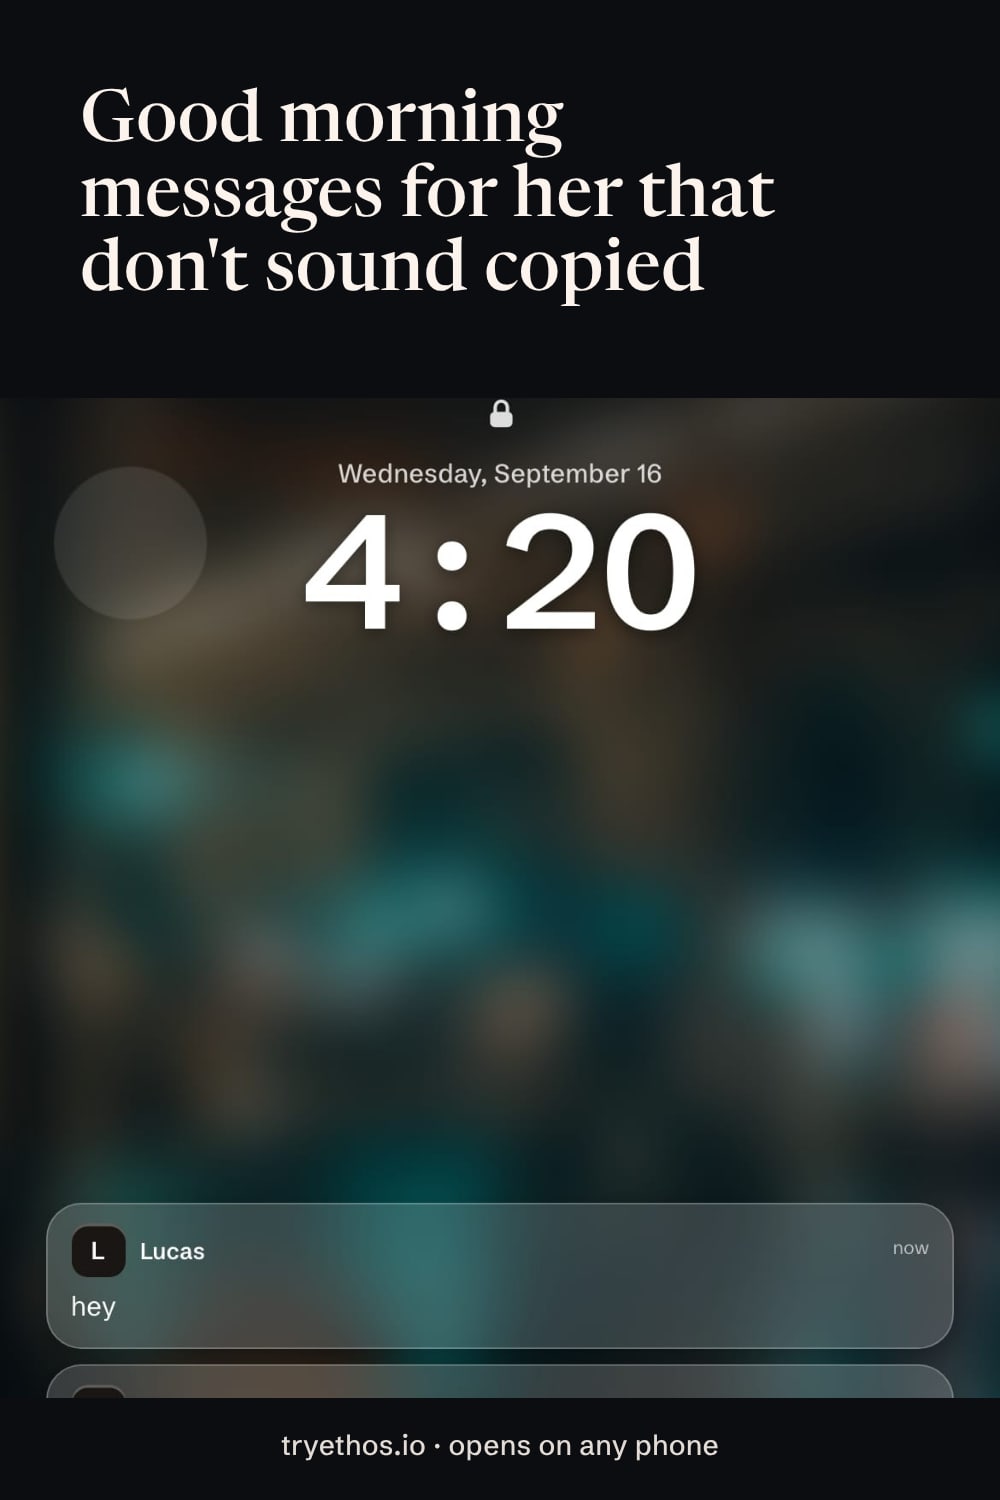 Good morning
messages for her that
don't sound copied
Wednesday, September 16
4:20
L
Lucas
now
hey
tryethos.io · opens on any phone